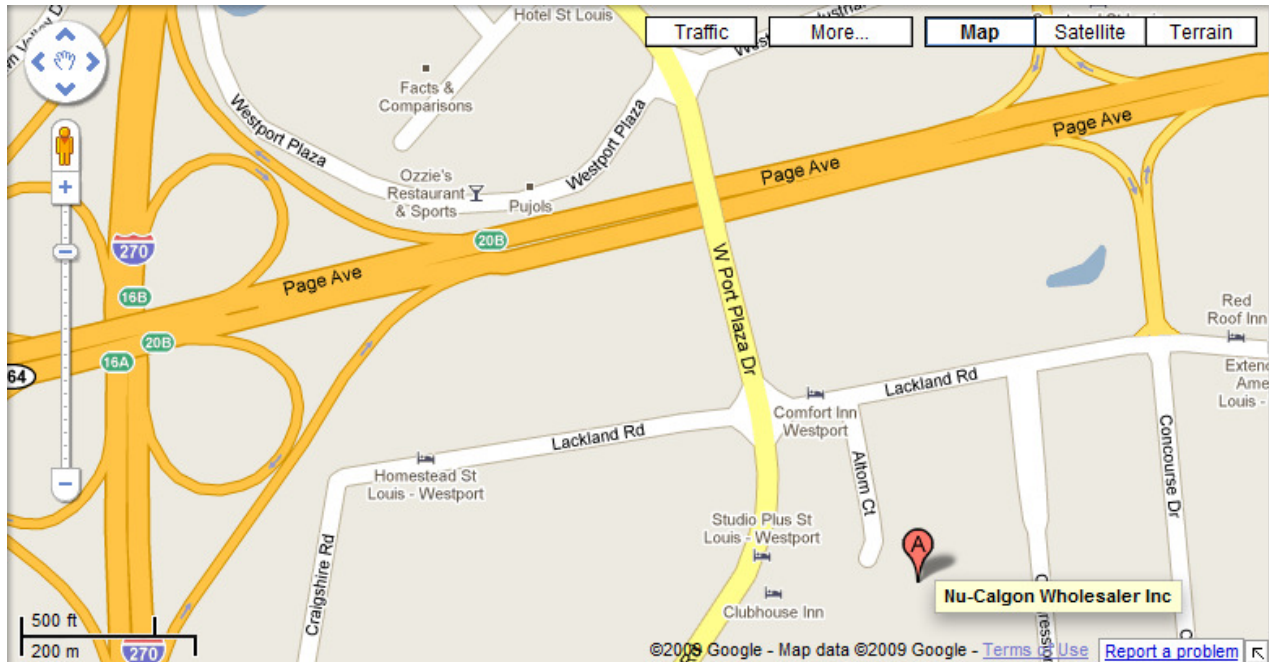 Hotel St Louis
Traffic
More...
Map
Satellite
Terrain
Facts &
Comparisons
Westport Plaza
Westport Plaza
Ozzie's
Restaurant
& Sports
Pujols
Page Ave
Page Ave
Page Ave
20B
270
16B
20B
16A
64
W Port Plaza Dr
Red
Roof Inn
Lackland Rd
Comfort Inn
Westport
Lackland Rd
Homestead St
Louis - Westport
Altom Ct
Concourse Dr
Craigshire Rd
Studio Plus St
Louis - Westport
A
Clubhouse Inn
Nu-Calgon Wholesaler Inc
500 ft
200 m
270
©2009 Google - Map data ©2009 Google - Terms of Use
Report a problem